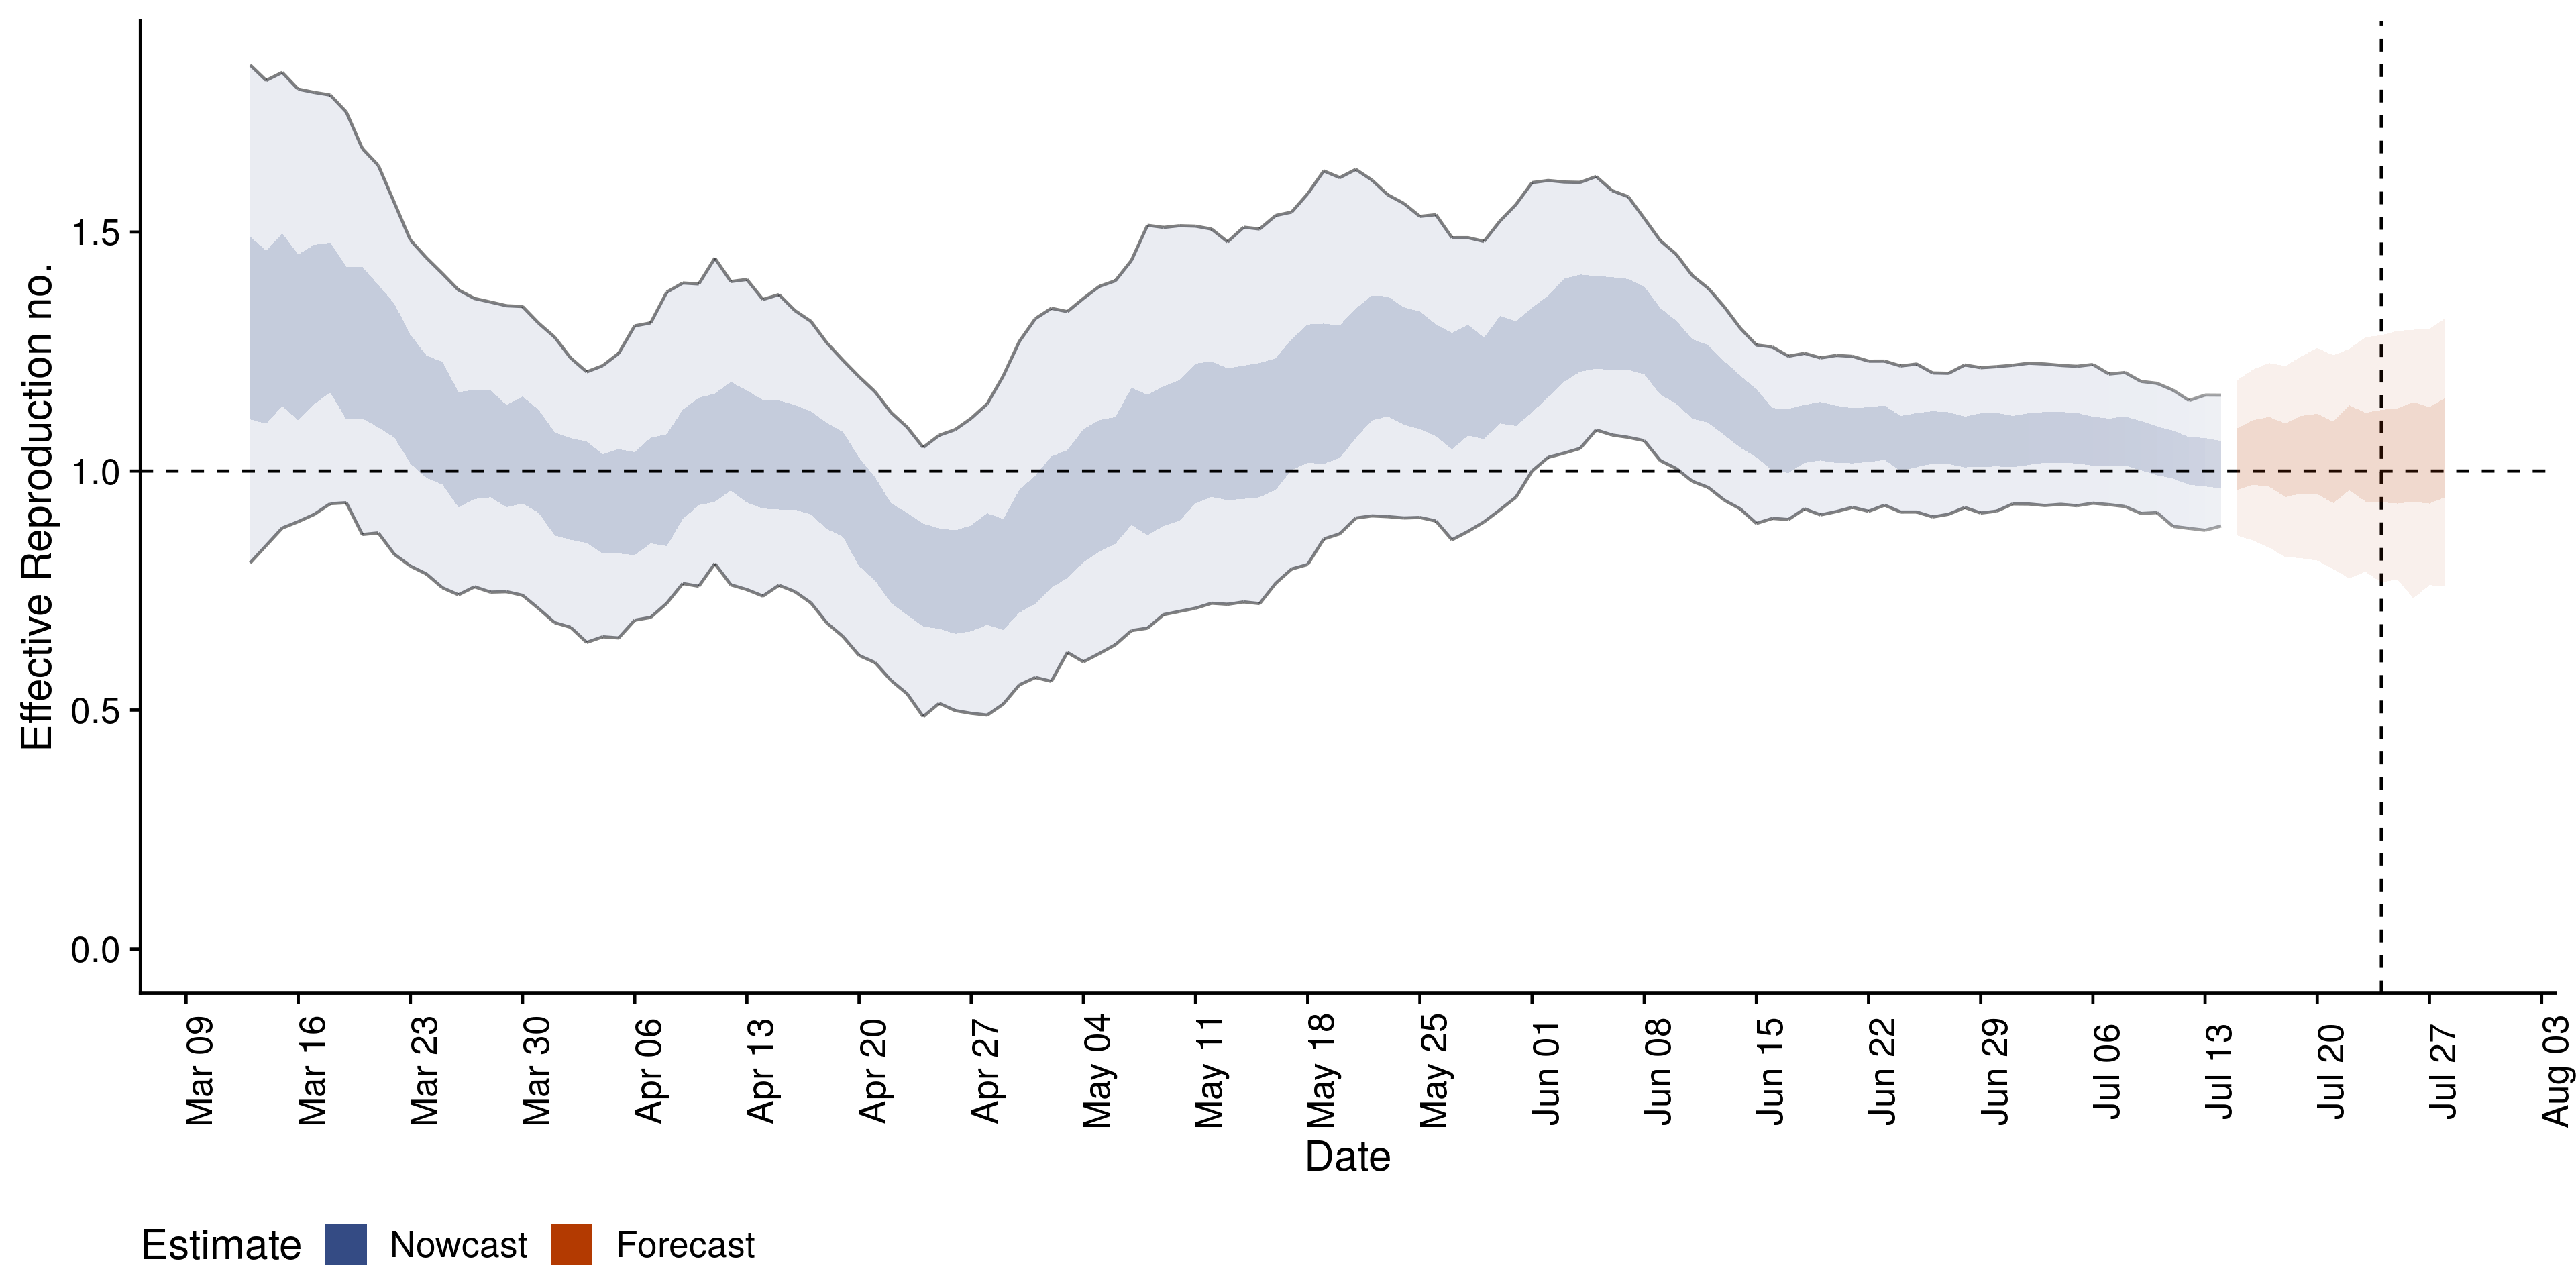 Effective Reproduction no.
1.5
1.0
0.5
0.0
Mar 09
Mar 16
Mar 23
Mar 30
Apr 06
Apr 13
Apr 20
Apr 27
May 04
May 11
May 18
May 25
Jun 01
Jun 08
Jun 15
Jun 22
Jun 29
Jul 06
Jul 13
Jul 20
Jul 27
Aug 03
Date
Estimate Nowcast Forecast